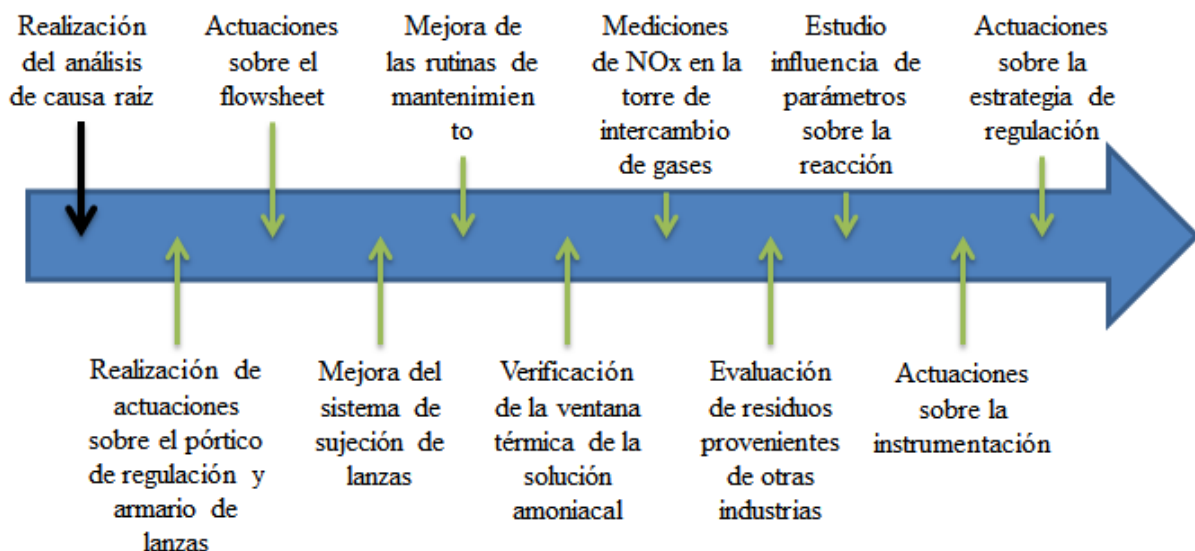 Realización
del análisis
de causa raíz
Actuaciones
sobre el
flowsheet
Mejora de
las rutinas de
mantenimien
to
Mediciones
de NOx en la
torre de
intercambio
de gases
Estudio
influencia de
parámetros
sobre la
reacción
Actuaciones
sobre la
estrategia de
regulación
Realización de
actuaciones
sobre el pórtico
de regulación y
armario de
lanzas
Mejora del
sistema de
sujeción de
lanzas
Verificación
de la ventana
térmica de la
solución
amoniacal
Evaluación
de residuos
provenientes
de otras
industrias
Actuaciones
sobre la
instrumentación